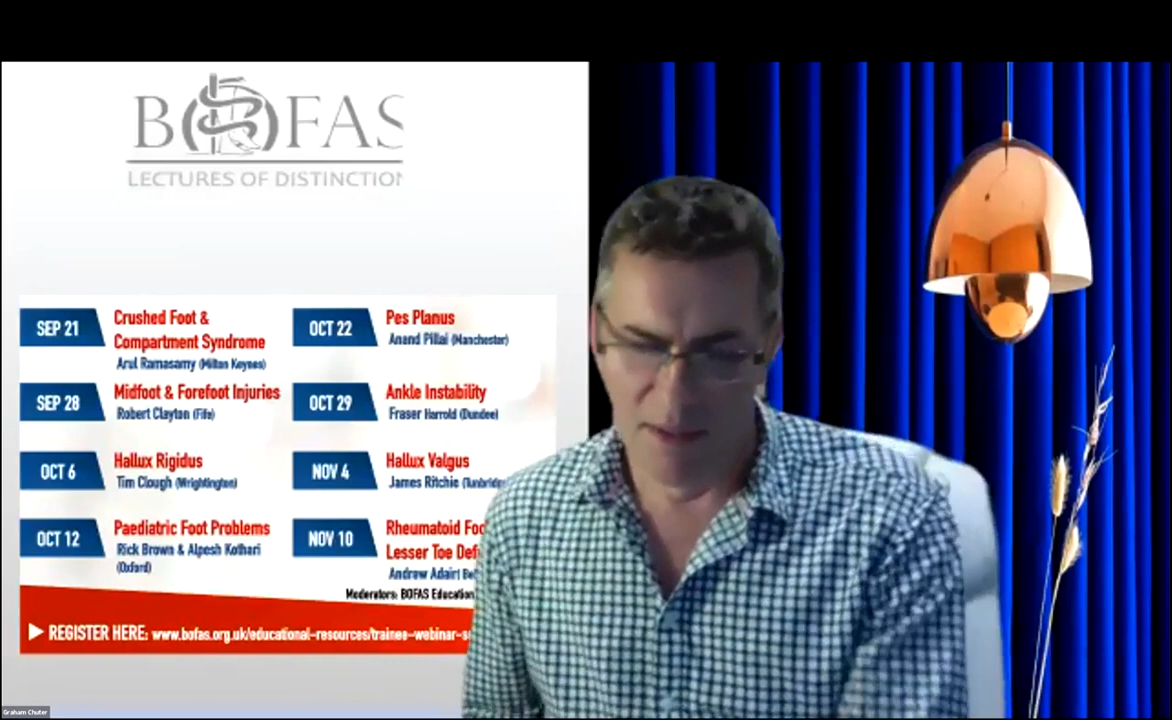 BOFAS
LECTURES OF DISTINCTION
SEP 21
Crushed Foot &
Compartment Syndrome
Arul Ramasamy (Milton Keynes)
SEP 28
Midfoot & Forefoot Injuries
Robert Clayton (Fife)
OCT 6
Hallux Rigidus
Tim Clough (Wrightington)
OCT 12
Paediatric Foot Problems
Rick Brown & Alpesh Kothari
(Oxford)
OCT 22
Pes Planus
Anand Pillai (Manchester)
OCT 29
Ankle Instability
Fraser Harrold (Dundee)
NOV 4
Hallux Valgus
James Ritchie
NOV 10
Rheumatoid
Lesser Toe
Andrew Adair
Moderators: BOFAS Education
REGISTER HERE: www.bofas.org.uk/educational-resources/trainee-webinar-s
Graham Chuter